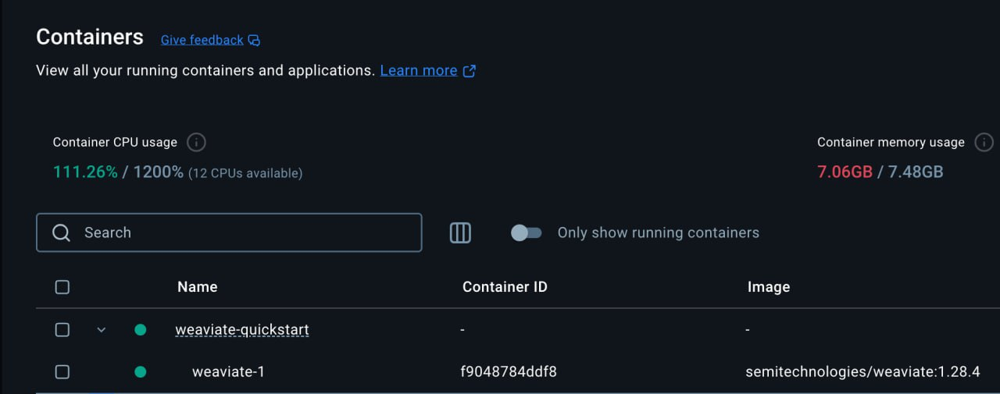 Containers Give feedback
View all your running containers and applications. Learn more
Container CPU usage Container memory usage
111.26% / 1200% (12 CPUs available) 7.06GB / 7.48GB
Search Only show running containers
Name Container ID Image
weaviate-quickstart - -
weaviate-1 f9048784ddf8 semitechnologies/weaviate:1.28.4